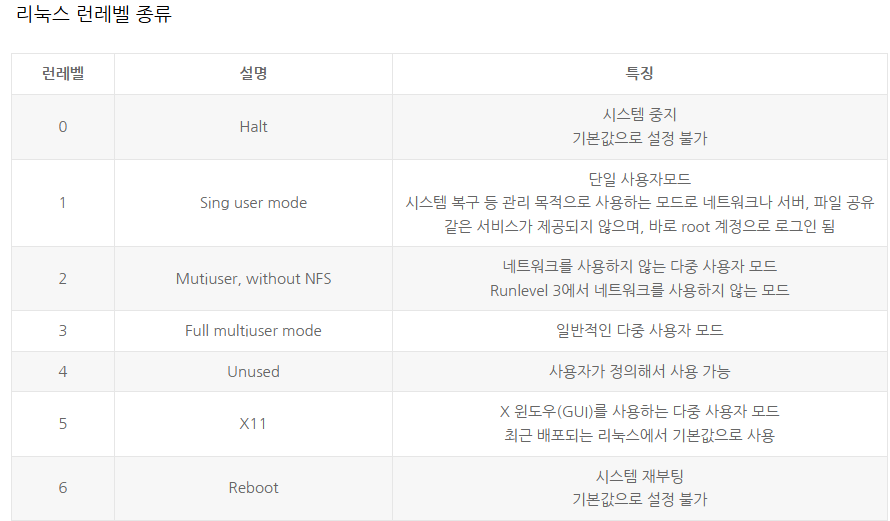 리눅스 런레벨 종류
런레벨 설명 특징
0 Halt 시스템 중지
기본값으로 설정 불가
1 Sing user mode 단일 사용자모드
시스템 복구 등 관리 목적으로 사용하는 모드로 네트워크나 서버, 파일 공유
같은 서비스가 제공되지 않으며, 바로 root 계정으로 로그인 됨
2 Mutiuser, without NFS 네트워크를 사용하지 않는 다중 사용자 모드
Runlevel 3에서 네트워크를 사용하지 않는 모드
3 Full multiuser mode 일반적인 다중 사용자 모드
4 Unused 사용자가 정의해서 사용 가능
5 X11 X 윈도우(GUI)를 사용하는 다중 사용자 모드
최근 배포되는 리눅스에서 기본값으로 사용
6 Reboot 시스템 재부팅
기본값으로 설정 불가